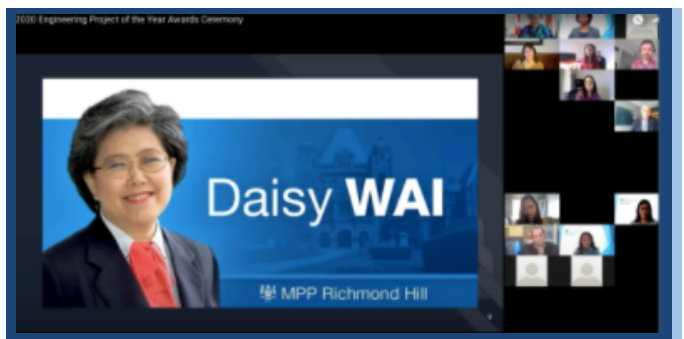 2020 Engineering Project of the Year Awards Ceremony
Daisy WAI
MPP Richmond Hill